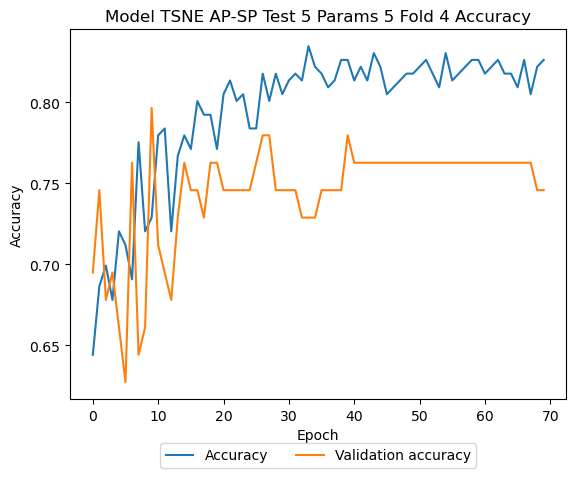 Model TSNE AP-SP Test 5 Params 5 Fold 4 Accuracy
Accuracy
0.80
0.75
0.70
0.65
0 10 20 30 40 50 60 70
Epoch
Accuracy Validation accuracy